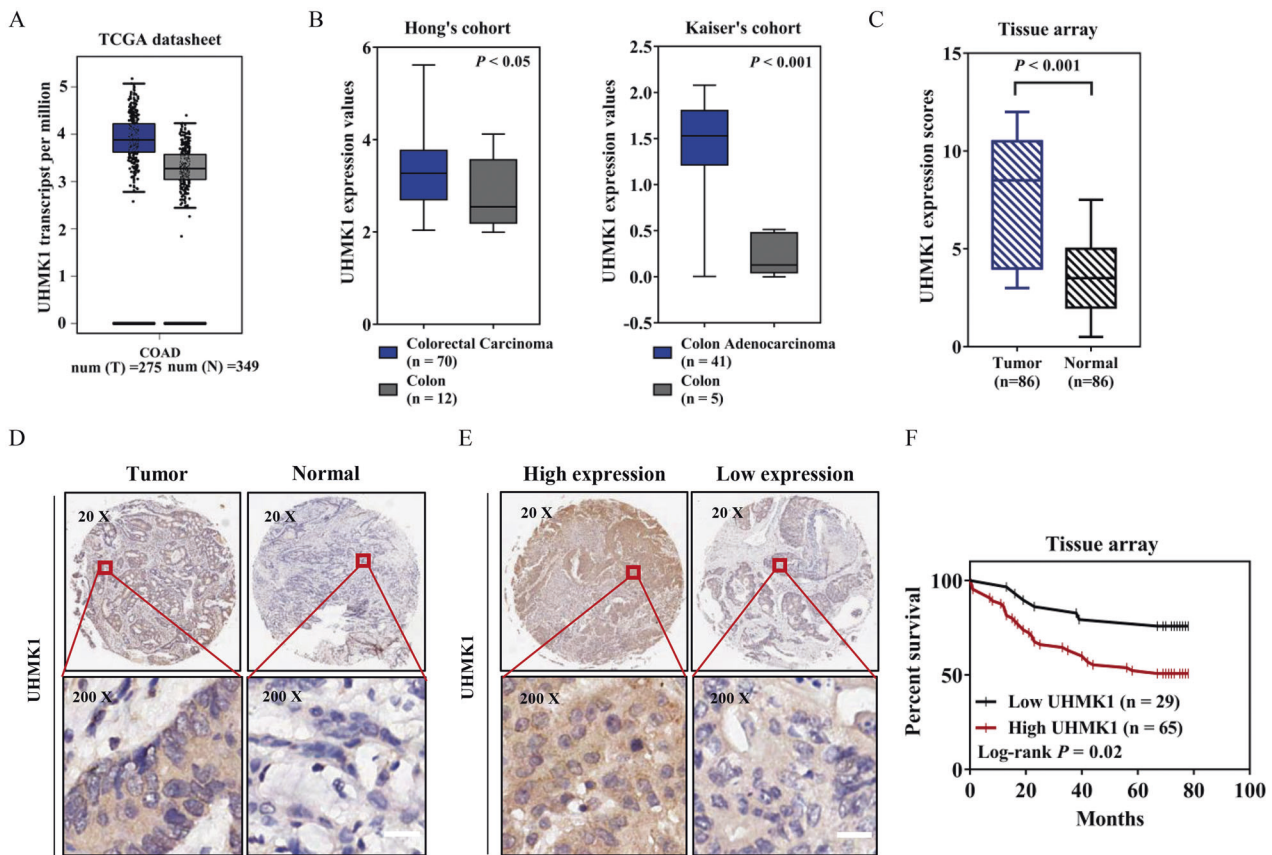 A
TCGA datasheet
UHMK1 transcripst per million
5
4
3
2
1
0
COAD
num (T) =275 num (N) =349
B
Hong's cohort
UHMK1 expression values
6
4
2
0
P < 0.05
Colorectal Carcinoma
(n = 70)
Colon
(n = 12)
Kaiser's cohort
UHMK1 expression values
2.5
2.0
1.5
1.0
0.5
0.0
-0.5
P < 0.001
Colon Adenocarcinoma
(n = 41)
Colon
(n = 5)
C
Tissue array
P < 0.001
UHMK1 expression scores
15
10
5
0
Tumor Normal
(n=86) (n=86)
D
Tumor Normal
UHMK1
20 X 20 X
200 X 200 X
E
High expression Low expression
UHMK1
20 X 20 X
200 X 200 X
F
Tissue array
Percent survival
100
50
0
Low UHMK1 (n = 29)
High UHMK1 (n = 65)
Log-rank P = 0.02
0 20 40 60 80 100
Months